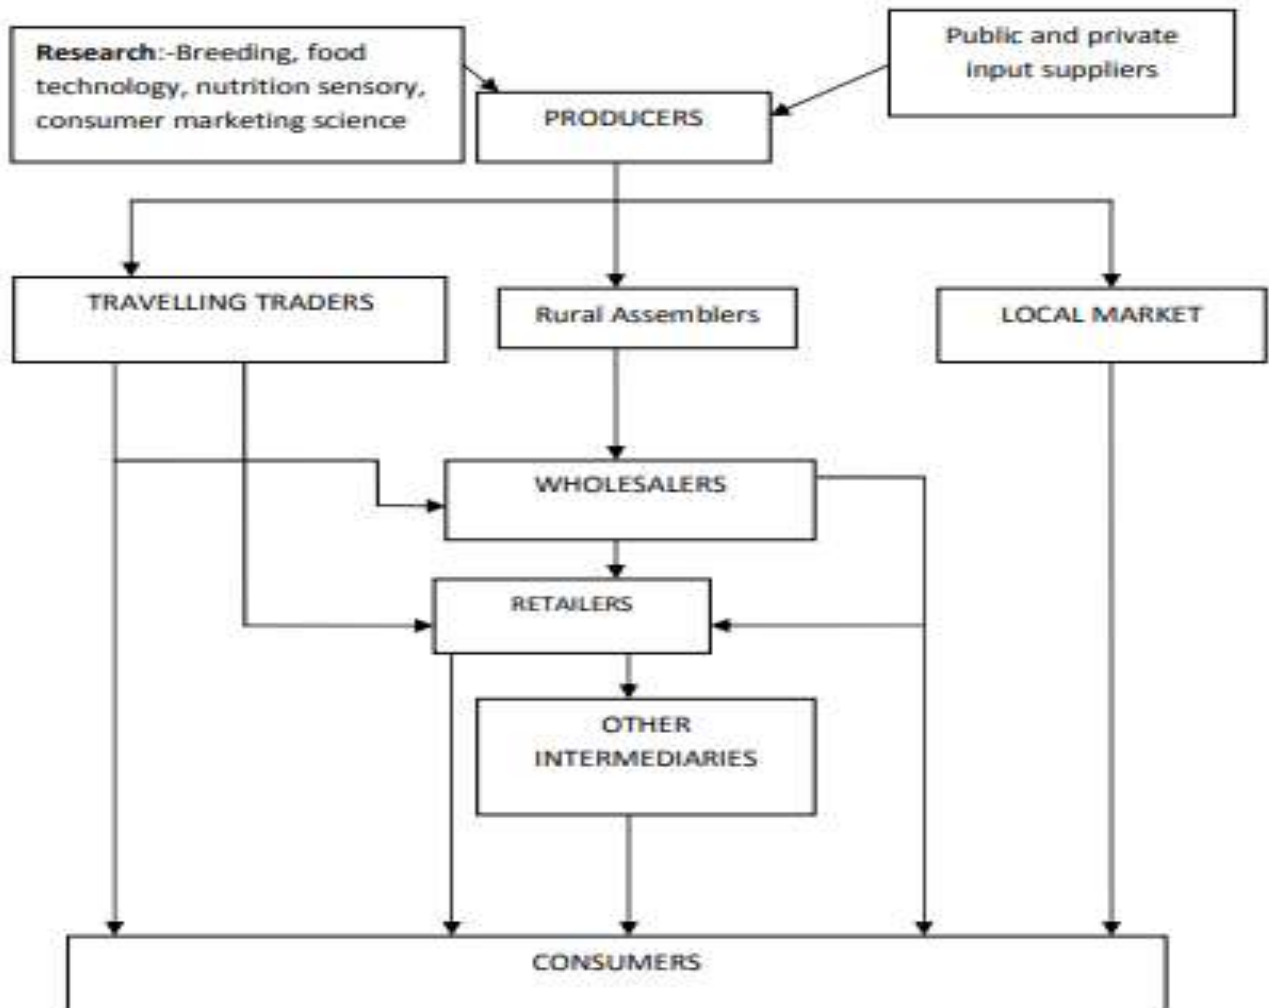 Research:-Breeding, food
technology, nutrition sensory,
consumer marketing science
Public and private
input suppliers
PRODUCERS
TRAVELLING TRADERS
Rural Assemblers
LOCAL MARKET
WHOLESALERS
RETAILERS
OTHER
INTERMEDIARIES
CONSUMERS